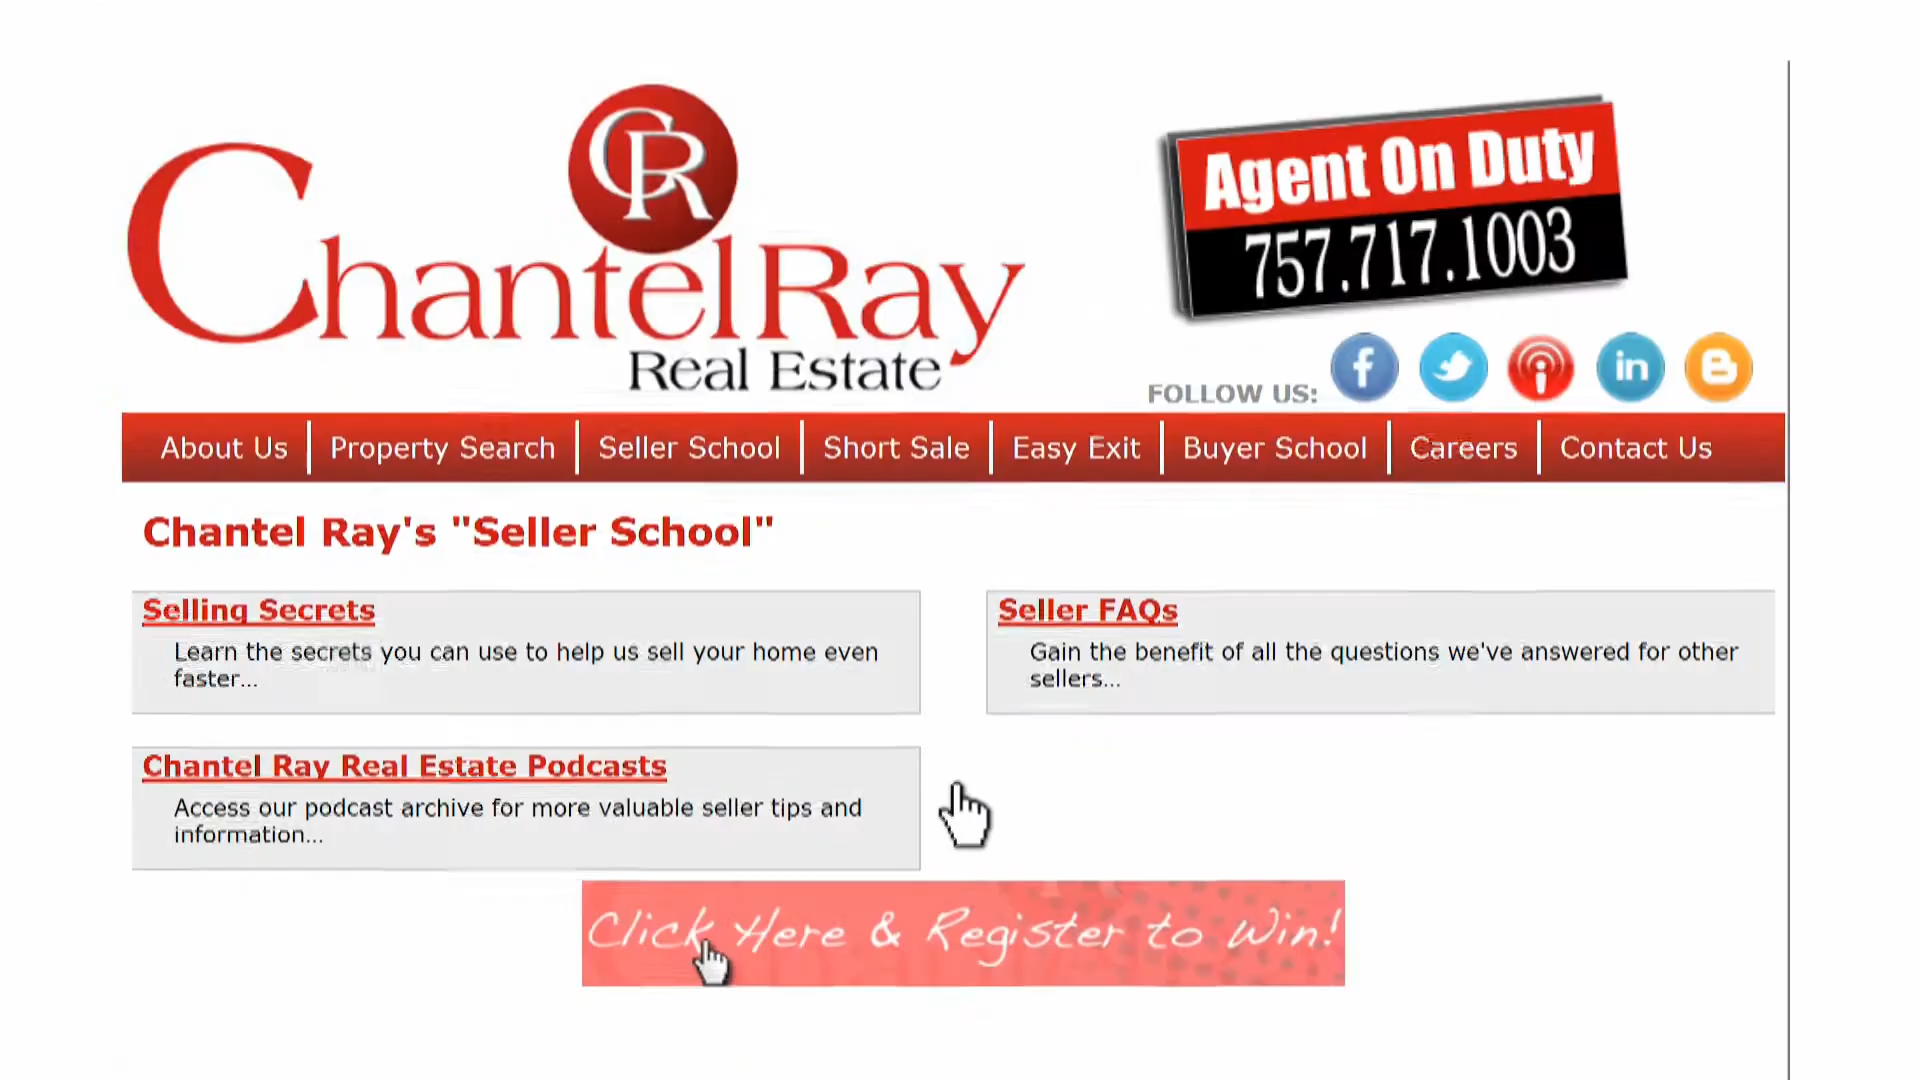 CR
ChantelRay
Real Estate
Agent On Duty
757.717.1003
FOLLOW US:
About Us Property Search Seller School Short Sale Easy Exit Buyer School Careers Contact Us
Chantel Ray's "Seller School"
Selling Secrets
Learn the secrets you can use to help us sell your home even
faster...
Seller FAQs
Gain the benefit of all the questions we've answered for other
sellers...
Chantel Ray Real Estate Podcasts
Access our podcast archive for more valuable seller tips and
information...
Click Here & Register to Win!